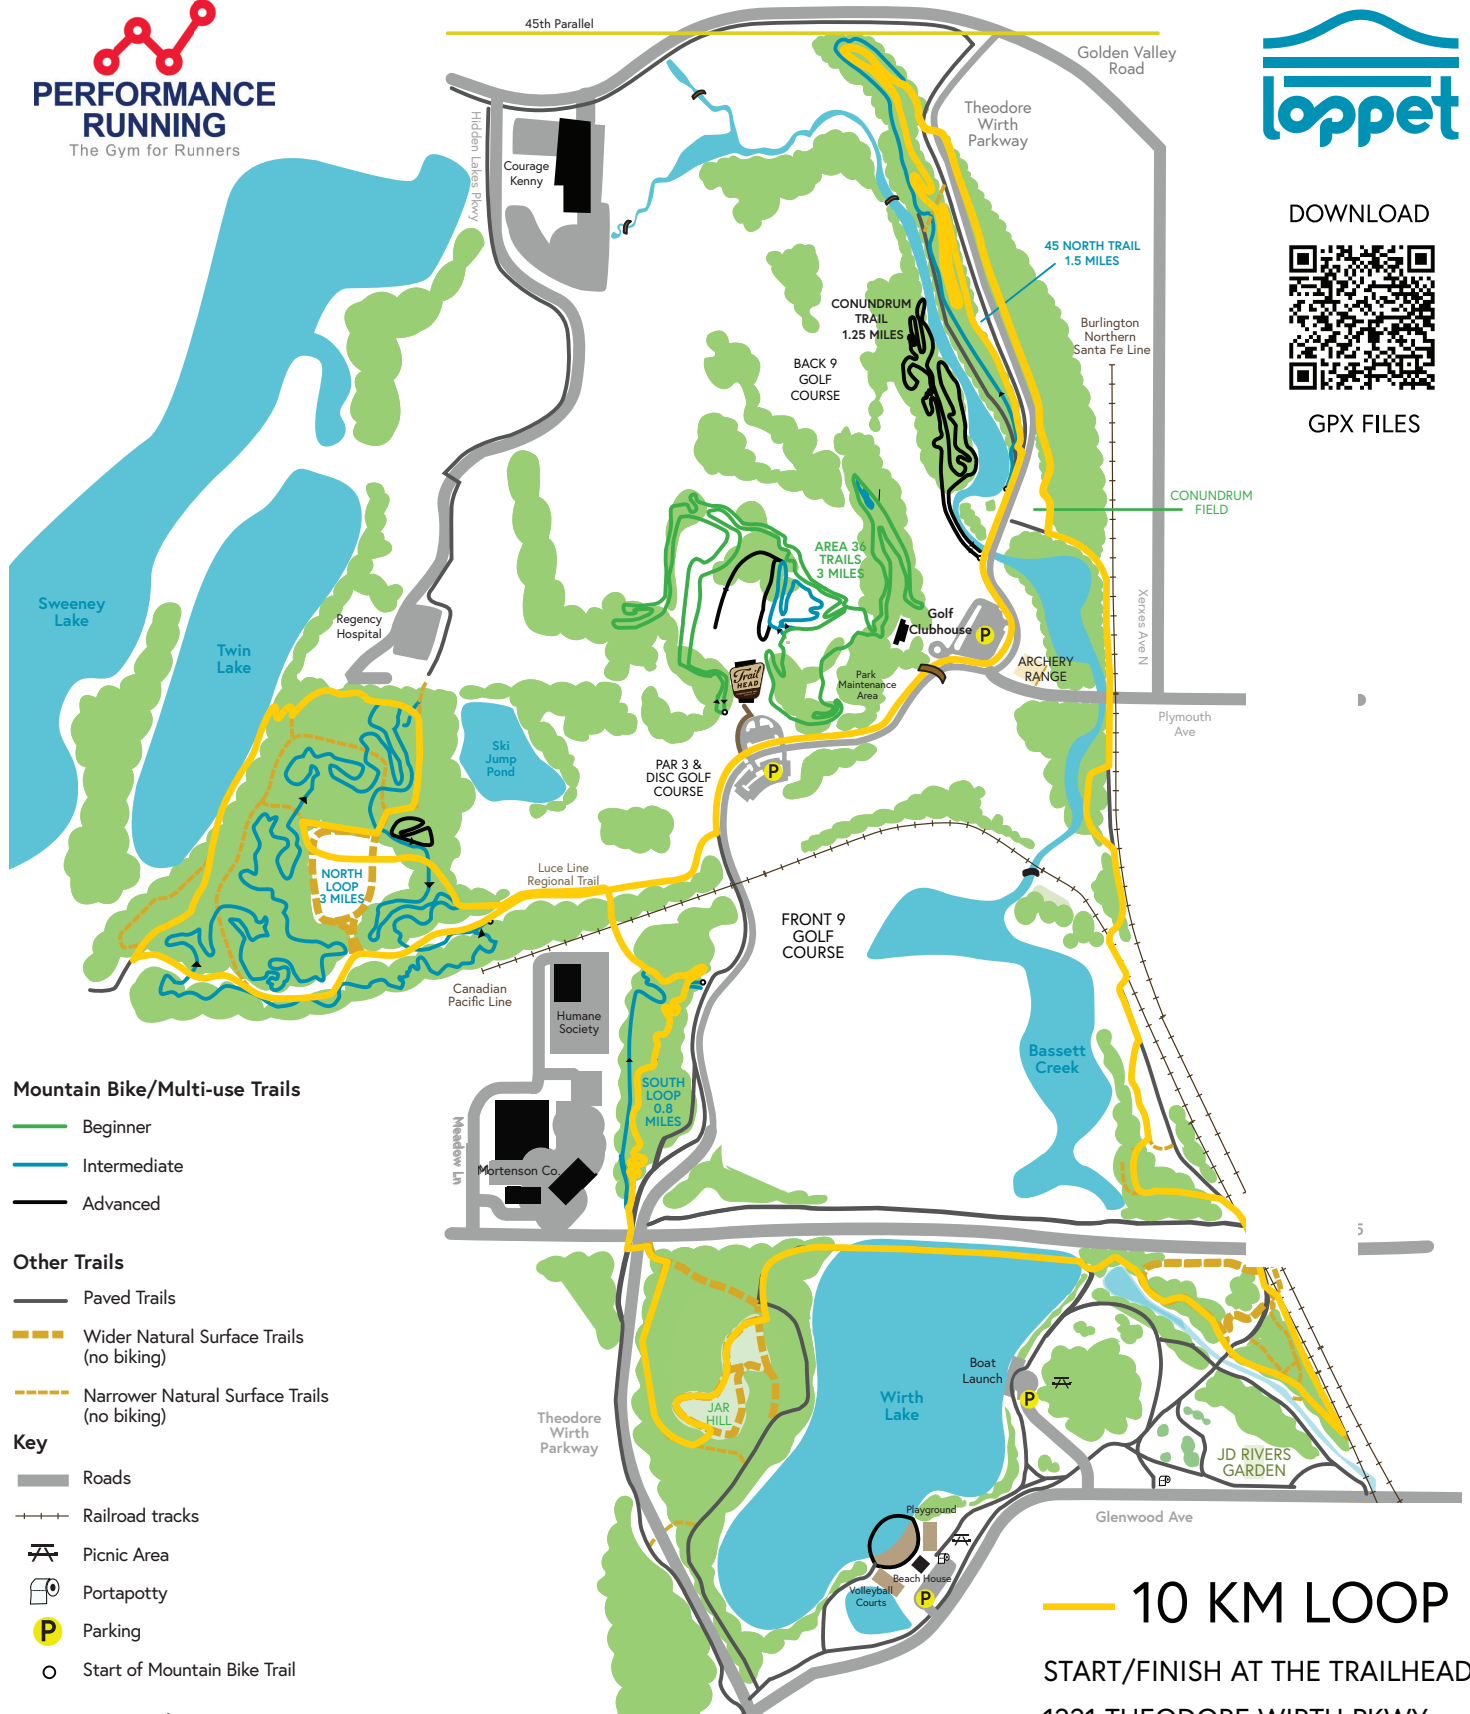 45th Parallel
PERFORMANCE
RUNNING
The Gym for Runners
loppet
Golden Valley
Road
Theodore
Wirth
Parkway
Hidden Lakes Pkwy
Courage
Kenny
DOWNLOAD
GPX FILES
45 NORTH TRAIL
1.5 MILES
CONUNDRUM
TRAIL
1.25 MILES
Burlington
Northern
Santa Fe Line
BACK 9
GOLF
COURSE
CONUNDRUM
FIELD
AREA 36
TRAILS
3 MILES
Sweeney
Lake
Twin
Lake
Regency
Hospital
Golf
Clubhouse
P
Xerxes Ave N
ARCHERY
RANGE
Trail
HEAD
Park
Maintenance
Area
Plymouth
Ave
Ski
Jump
Pond
PAR 3 &
DISC GOLF
COURSE
P
Luce Line
Regional Trail
NORTH
LOOP
3 MILES
FRONT 9
GOLF
COURSE
Canadian
Pacific Line
Humane
Society
Bassett
Creek
SOUTH
LOOP
0.8
MILES
Meadow Ln
Mortenson Co.
Mountain Bike/Multi-use Trails
Beginner
Intermediate
Advanced
Other Trails
Paved Trails
Wider Natural Surface Trails
(no biking)
Narrower Natural Surface Trails
(no biking)
Key
Roads
Railroad tracks
Picnic Area
Portapotty
P Parking
Start of Mountain Bike Trail
Boat
Launch
P
Wirth
Lake
JAR
HILL
Theodore
Wirth
Parkway
JD RIVERS
GARDEN
Glenwood Ave
Playground
Beach House
Volleyball
Courts
P
10 KM LOOP
START/FINISH AT THE TRAILHEAD
1221 THEODORE WIRTH PKWY